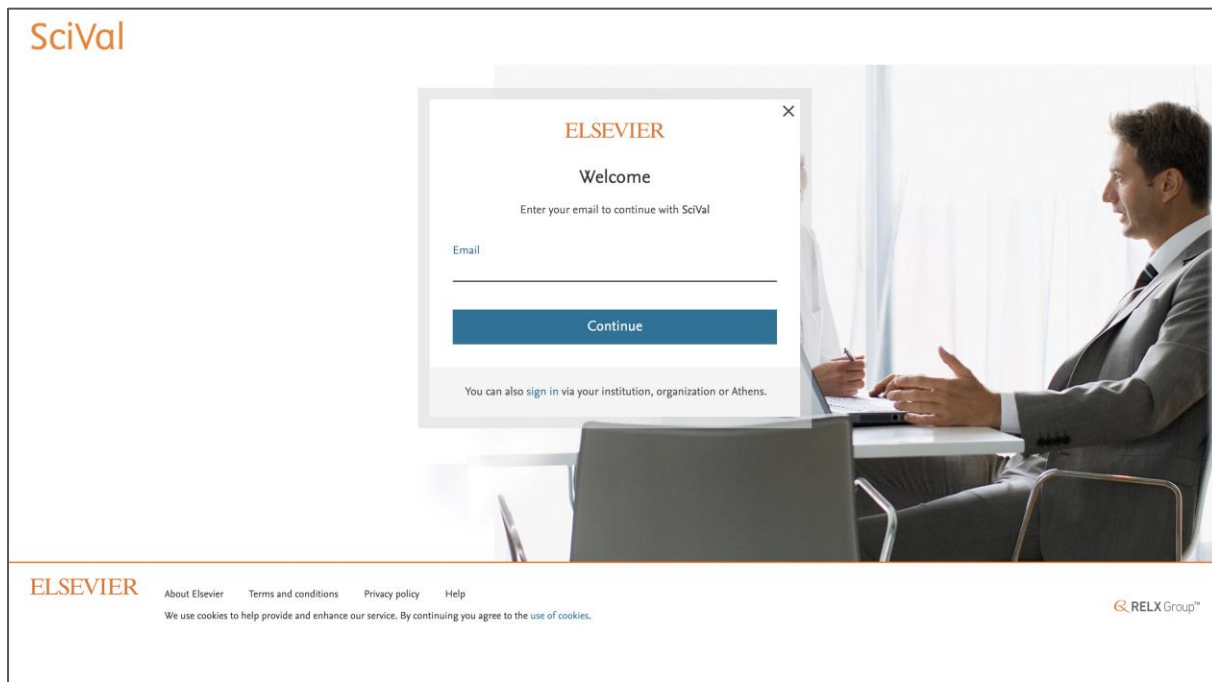 SciVal
ELSEVIER
Welcome
Enter your email to continue with SciVal
Email
Continue
You can also sign in via your institution, organization or Athens.
ELSEVIER
About Elsevier Terms and conditions Privacy policy Help
We use cookies to help provide and enhance our service. By continuing you agree to the use of cookies.
RELX Group™